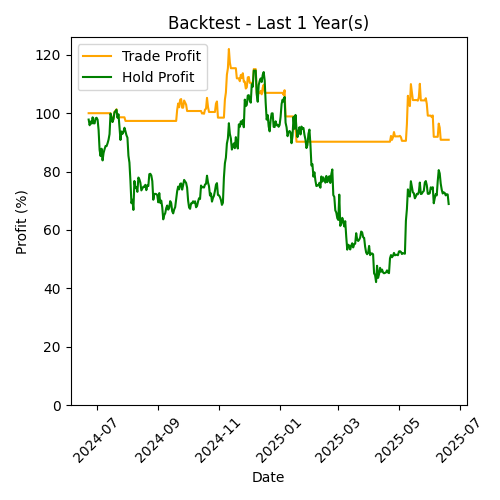 Backtest - Last 1 Year(s)
Trade Profit
Hold Profit
Profit (%)
120
100
80
60
40
20
0
2024-07
2024-09
2024-11
2025-01
2025-03
2025-05
2025-07
Date